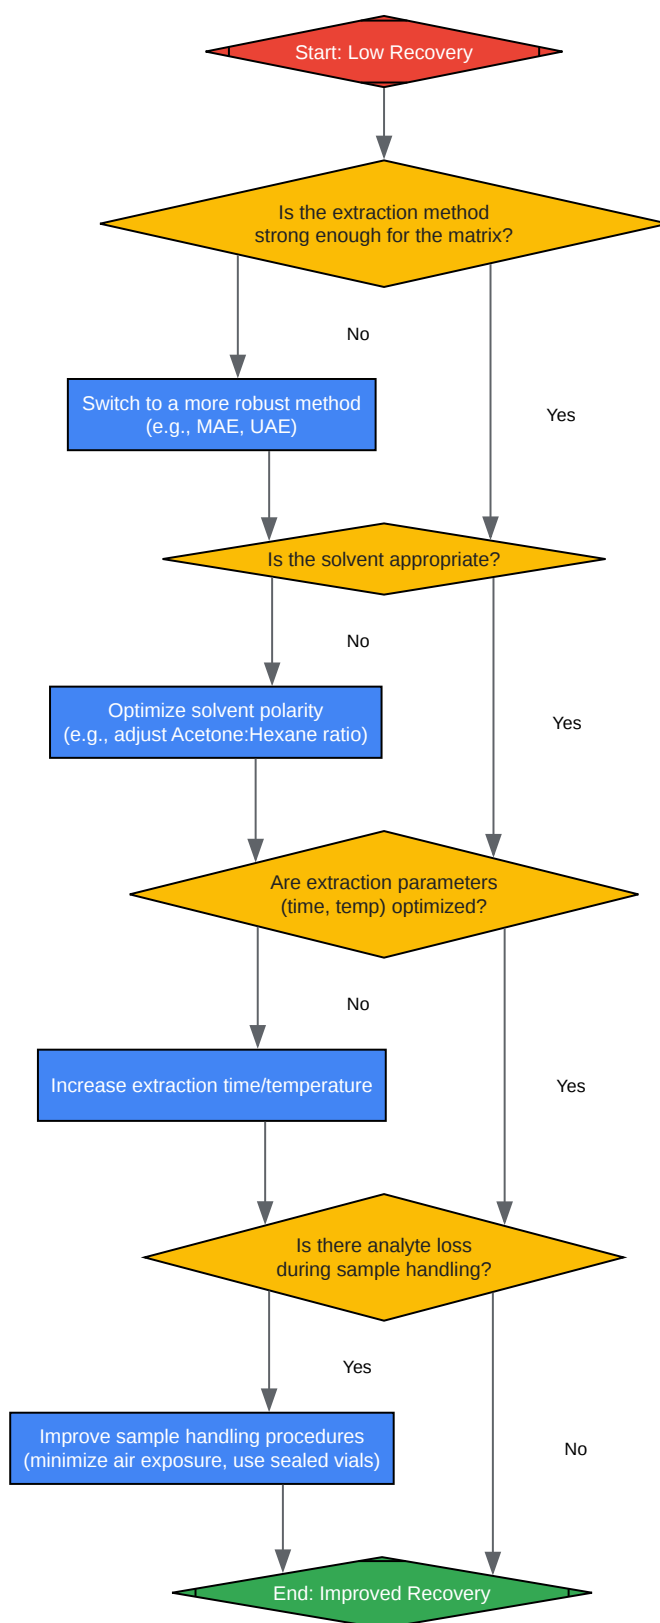 Start: Low Recovery
Is the extraction method
strong enough for the matrix?
No
Switch to a more robust method
(e.g., MAE, UAE)
Yes
Is the solvent appropriate?
No
Optimize solvent polarity
(e.g., adjust Acetone:Hexane ratio)
Yes
Are extraction parameters
(time, temp) optimized?
No
Increase extraction time/temperature
Yes
Is there analyte loss
during sample handling?
Yes
Improve sample handling procedures
(minimize air exposure, use sealed vials)
No
End: Improved Recovery